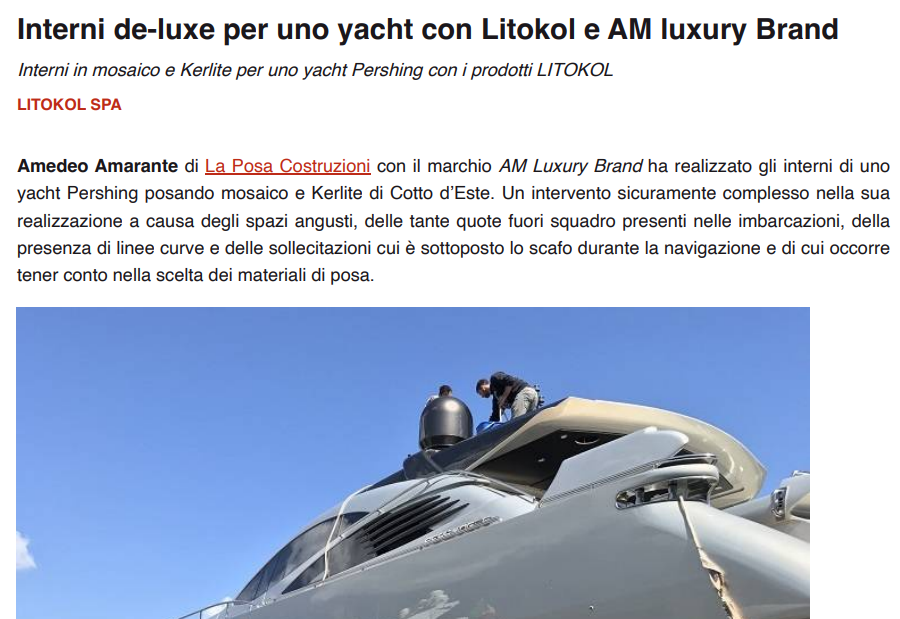 Interni de-luxe per uno yacht con Litokol e AM luxury Brand
Interni in mosaico e Kerlite per uno yacht Pershing con i prodotti LITOKOL
LITOKOL SPA
Amedeo Amarante di La Posa Costruzioni con il marchio AM Luxury Brand ha realizzato gli interni di uno
yacht Pershing posando mosaico e Kerlite di Cotto d'Este. Un intervento sicuramente complesso nella sua
realizzazione a causa degli spazi angusti, delle tante quote fuori squadro presenti nelle imbarcazioni, della
presenza di linee curve e delle sollecitazioni cui è sottoposto lo scafo durante la navigazione e di cui occorre
tener conto nella scelta dei materiali di posa.